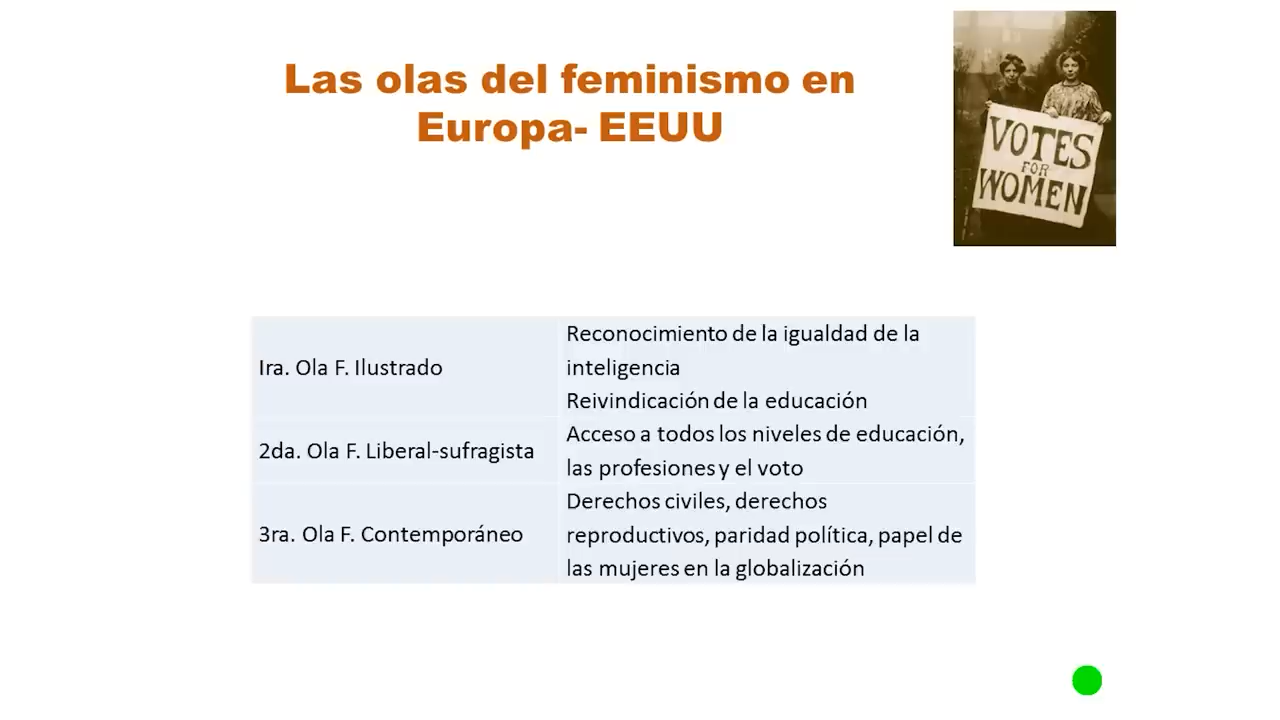 Las olas del feminismo en
Europa- EEUU
VOTES
FOR
WOMEN
Ira. Ola F. Ilustrado
Reconocimiento de la igualdad de la
inteligencia
Reivindicación de la educación
2da. Ola F. Liberal-sufragista
Acceso a todos los niveles de educación,
las profesiones y el voto
3ra. Ola F. Contemporáneo
Derechos civiles, derechos
reproductivos, paridad política, papel de
las mujeres en la globalización